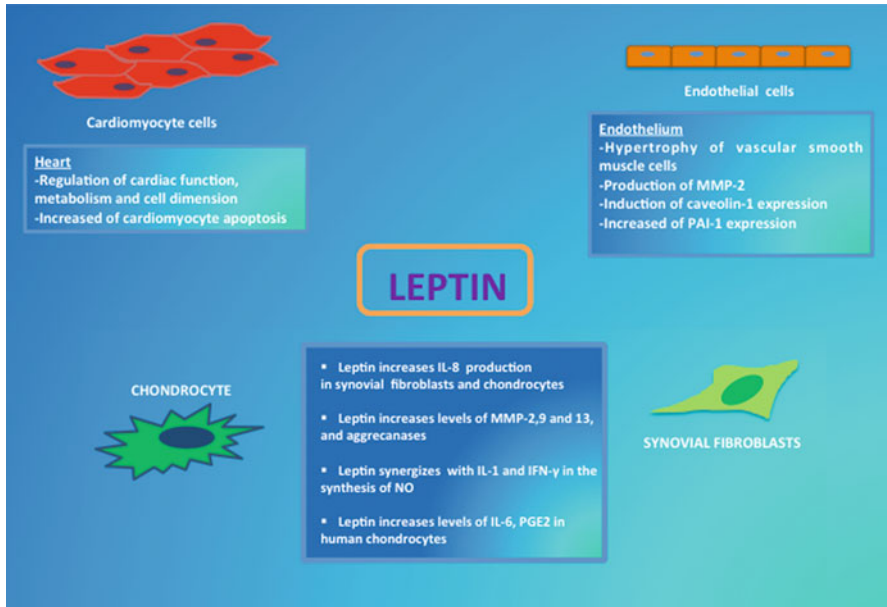 Cardiomyocyte cells
Heart
-Regulation of cardiac function,
metabolism and cell dimension
-Increased of cardiomyocyte apoptosis
Endothelial cells
Endothelium
-Hypertrophy of vascular smooth
muscle cells
-Production of MMP-2
-Induction of caveolin-1 expression
-Increased of PAI-1 expression
LEPTIN
CHONDROCYTE
▪ Leptin increases IL-8 production
in synovial fibroblasts and chondrocytes
▪ Leptin increases levels of MMP-2,9 and 13,
and aggrecanases
▪ Leptin synergizes with IL-1 and IFN-γ in the
synthesis of NO
▪ Leptin increases levels of IL-6, PGE2 in
human chondrocytes
SYNOVIAL FIBROBLASTS